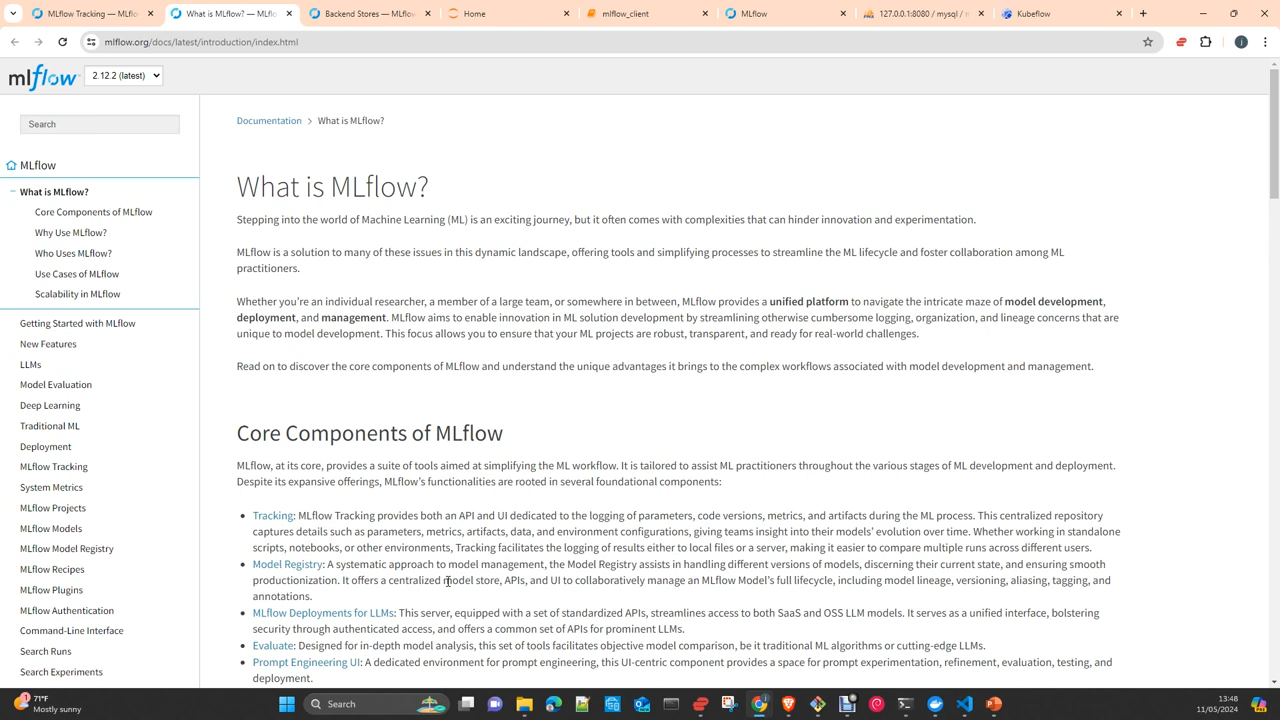 MLflow Tracking — MLflo
What is MLflow? — MLflo
Backend Stores — MLflow
Home
mlflow_client
MLflow
127.0.0.1:8080 / mysql / m
Kubeflow
mlflow.org/docs/latest/introduction/index.html
mlflow
2.12.2 (latest)
Search
MLflow
What is MLflow?
Core Components of MLflow
Why Use MLflow?
Who Uses MLflow?
Use Cases of MLflow
Scalability in MLflow
Getting Started with MLflow
New Features
LLMs
Model Evaluation
Deep Learning
Traditional ML
Deployment
MLflow Tracking
System Metrics
MLflow Projects
MLflow Models
MLflow Model Registry
MLflow Recipes
MLflow Plugins
MLflow Authentication
Command-Line Interface
Search Runs
Search Experiments
Documentation > What is MLflow?
What is MLflow?
Stepping into the world of Machine Learning (ML) is an exciting journey, but it often comes with complexities that can hinder innovation and experimentation.
MLflow is a solution to many of these issues in this dynamic landscape, offering tools and simplifying processes to streamline the ML lifecycle and foster collaboration among ML
practitioners.
Whether you're an individual researcher, a member of a large team, or somewhere in between, MLflow provides a unified platform to navigate the intricate maze of model development,
deployment, and management. MLflow aims to enable innovation in ML solution development by streamlining otherwise cumbersome logging, organization, and lineage concerns that are
unique to model development. This focus allows you to ensure that your ML projects are robust, transparent, and ready for real-world challenges.
Read on to discover the core components of MLflow and understand the unique advantages it brings to the complex workflows associated with model development and management.
Core Components of MLflow
MLflow, at its core, provides a suite of tools aimed at simplifying the ML workflow. It is tailored to assist ML practitioners throughout the various stages of ML development and deployment.
Despite its expansive offerings, MLflow's functionalities are rooted in several foundational components:
• Tracking: MLflow Tracking provides both an API and UI dedicated to the logging of parameters, code versions, metrics, and artifacts during the ML process. This centralized repository
captures details such as parameters, metrics, artifacts, data, and environment configurations, giving teams insight into their models' evolution over time. Whether working in standalone
scripts, notebooks, or other environments, Tracking facilitates the logging of results either to local files or a server, making it easier to compare multiple runs across different users.
• Model Registry: A systematic approach to model management, the Model Registry assists in handling different versions of models, discerning their current state, and ensuring smooth
productionization. It offers a centralized model store, APIs, and UI to collaboratively manage an MLflow Model's full lifecycle, including model lineage, versioning, aliasing, tagging, and
annotations.
• MLflow Deployments for LLMs: This server, equipped with a set of standardized APIs, streamlines access to both SaaS and OSS LLM models. It serves as a unified interface, bolstering
security through authenticated access, and offers a common set of APIs for prominent LLMs.
• Evaluate: Designed for in-depth model analysis, this set of tools facilitates objective model comparison, be it traditional ML algorithms or cutting-edge LLMs.
• Prompt Engineering UI: A dedicated environment for prompt engineering, this UI-centric component provides a space for prompt experimentation, refinement, evaluation, testing, and
deployment.
71°F
Mostly sunny
Search
13:48
11/05/2024